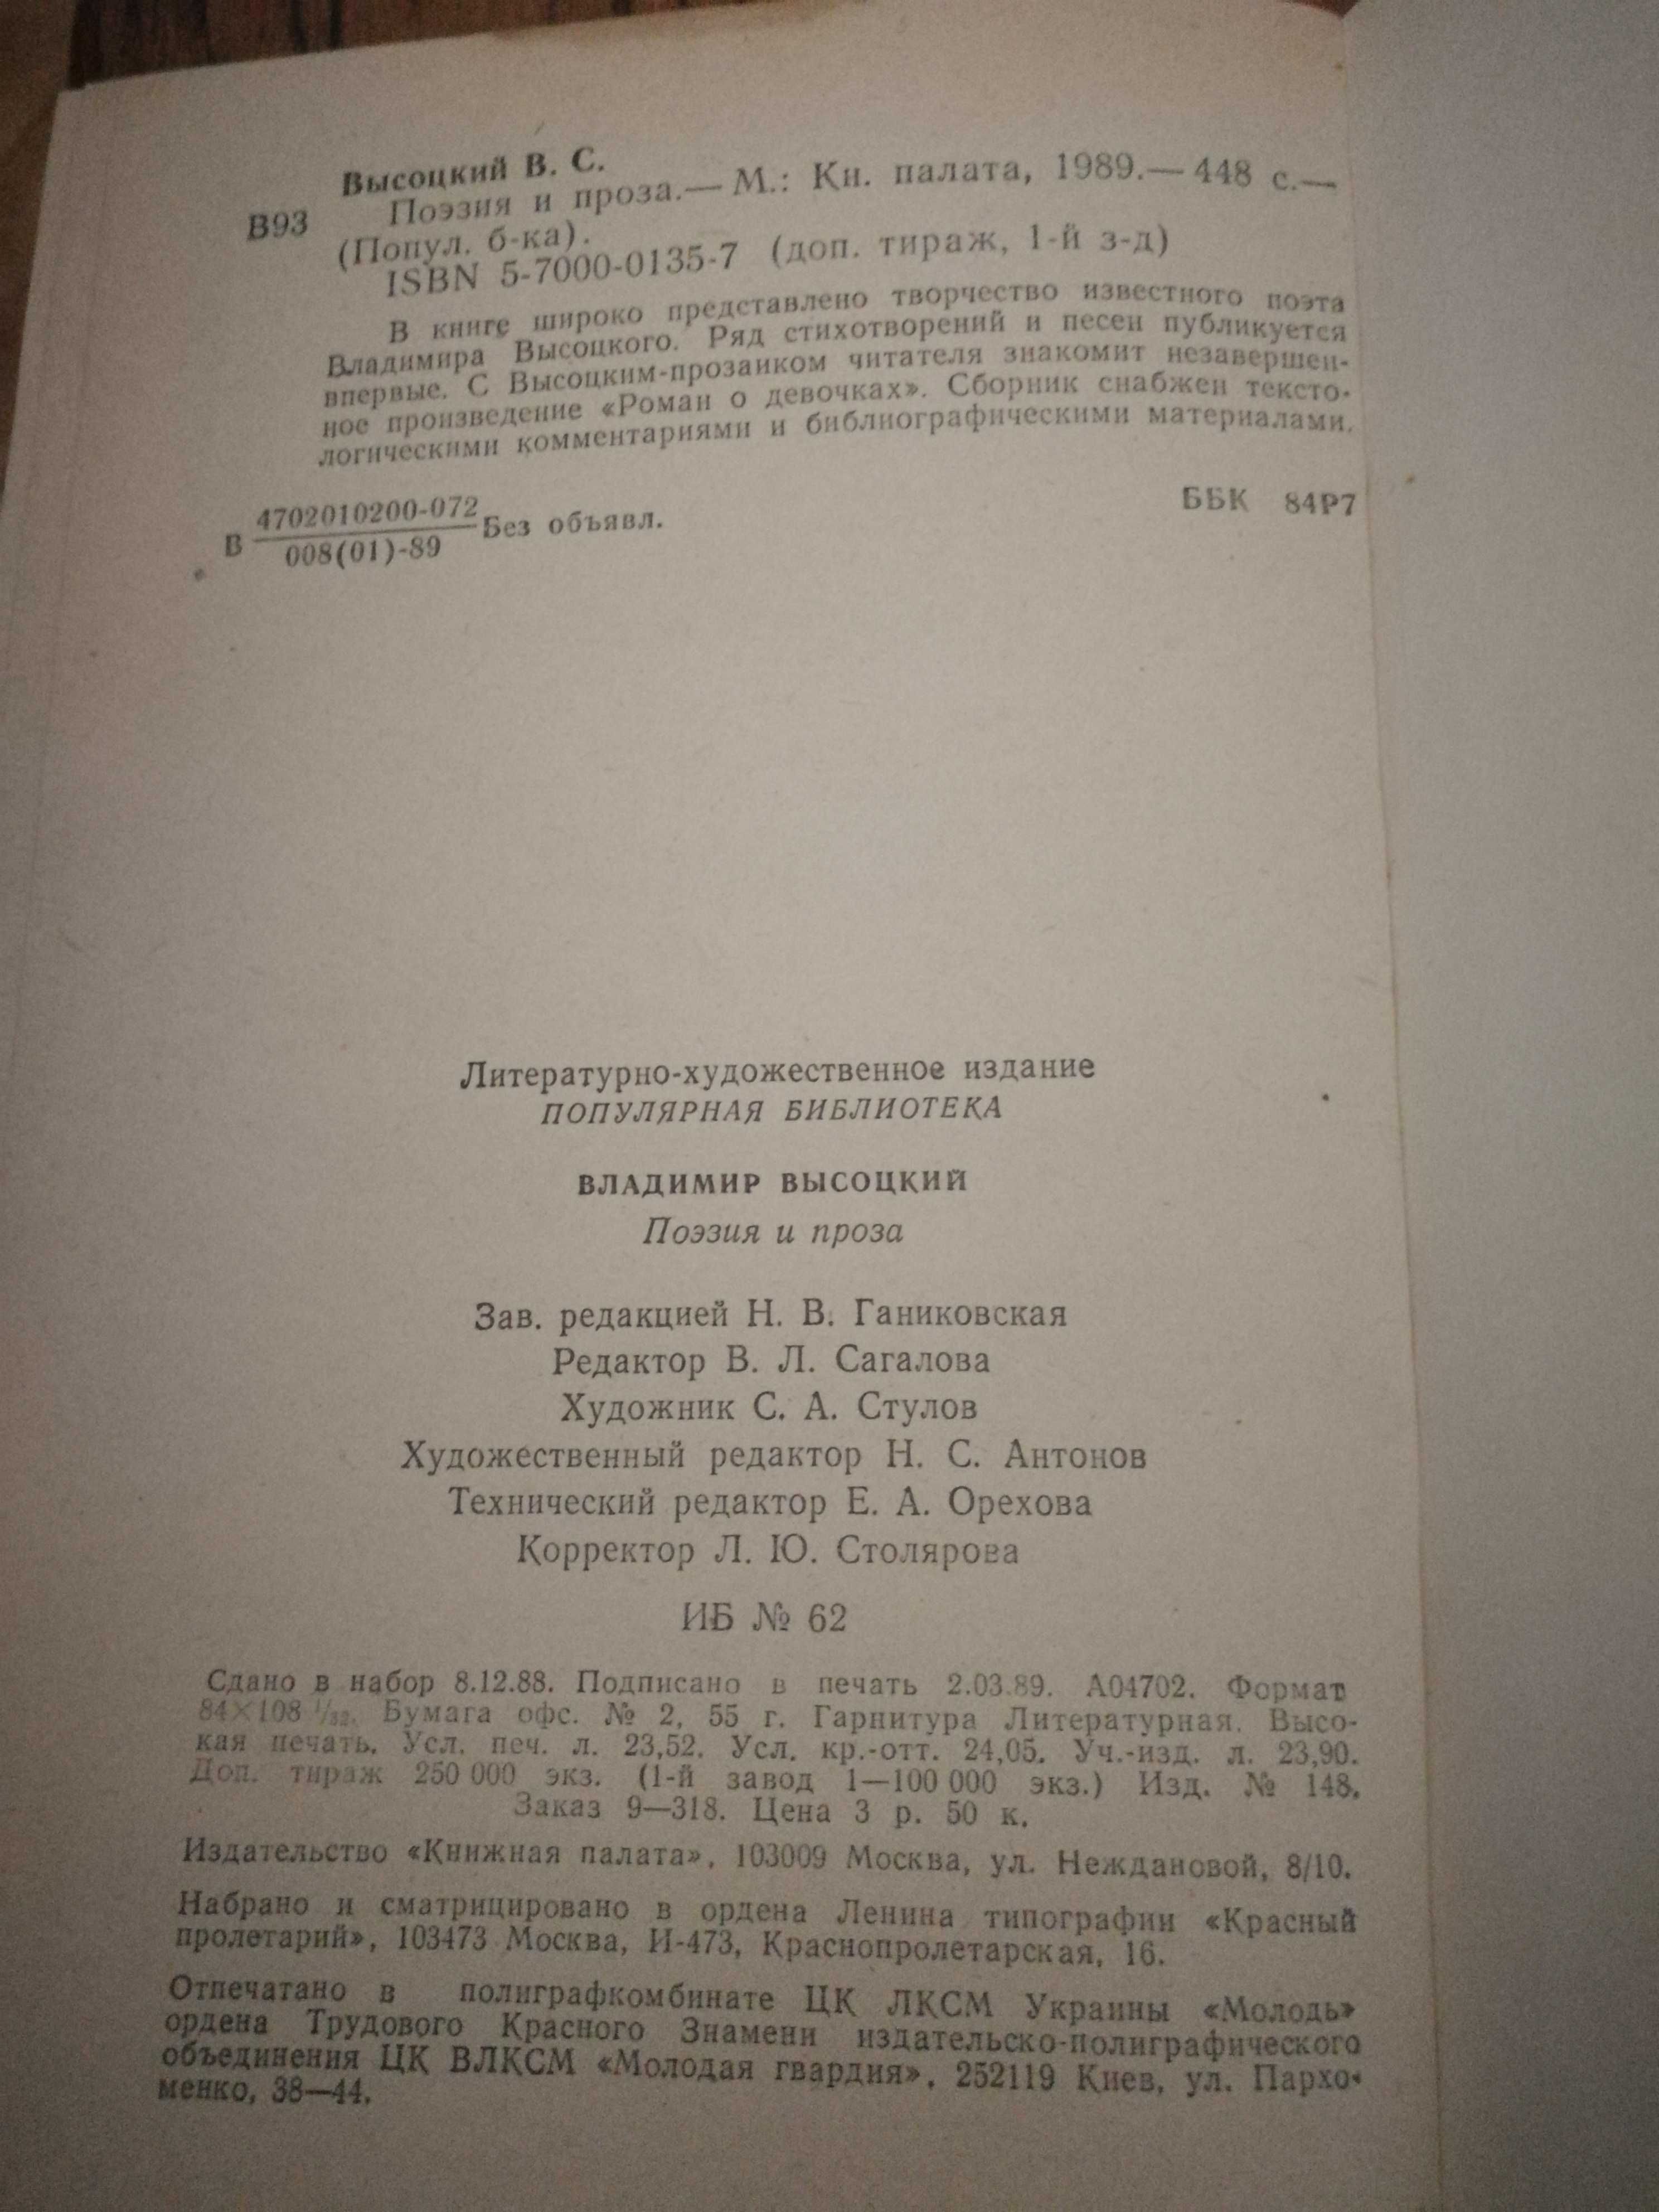 Высоцкий В. С.
В93 Поэзия и проза.— М.: Кн. палата, 1989.— 448 с.—
(Попул. б-ка).
ISBN 5-7000-0135-7 (доп. тираж, 1-й з-д)
В книге широко представлено творчество известного поэта
Владимира Высоцкого. Ряд стихотворений и песен публикуется
впервые. С Высоцким-прозаиком читателя знакомит незавершен-
ное произведение «Роман о девочках». Сборник снабжен тексто-
логическими комментариями и библиографическими материалами.
4702010200-072
В Без объявл.
008(01)-89
ББК 84Р7
Литературно-художественное издание
ПОПУЛЯРНАЯ БИБЛИОТЕКА
ВЛАДИМИР ВЫСОЦКИЙ
Поэзия и проза
Зав. редакцией Н. В. Ганиковская
Редактор В. Л. Сагалова
Художник С. А. Стулов
Художественный редактор Н. С. Антонов
Технический редактор Е. А. Орехова
Корректор Л. Ю. Столярова
ИБ № 62
Сдано в набор 8.12.88. Подписано в печать 2.03.89. А04702. Формат
84×108 1/32. Бумага офс. № 2, 55 г. Гарнитура Литературная. Высо-
кая печать. Усл. печ. л. 23,52. Усл. кр.-отт. 24,05. Уч.-изд. л. 23,90.
Доп. тираж 250 000 экз. (1-й завод 1—100 000 экз.) Изд. № 148.
Заказ 9—318. Цена 3 р. 50 к.
Издательство «Книжная палата», 103009 Москва, ул. Неждановой, 8/10.
Набрано и сматрицировано в ордена Ленина типографии «Красный
пролетарий», 103473 Москва, И-473, Краснопролетарская, 16.
Отпечатано в полиграфкомбинате ЦК ЛКСМ Украины «Молодь»
ордена Трудового Красного Знамени издательско-полиграфического
объединения ЦК ВЛКСМ «Молодая гвардия», 252119 Киев, ул. Пархо-
менко, 38—44.